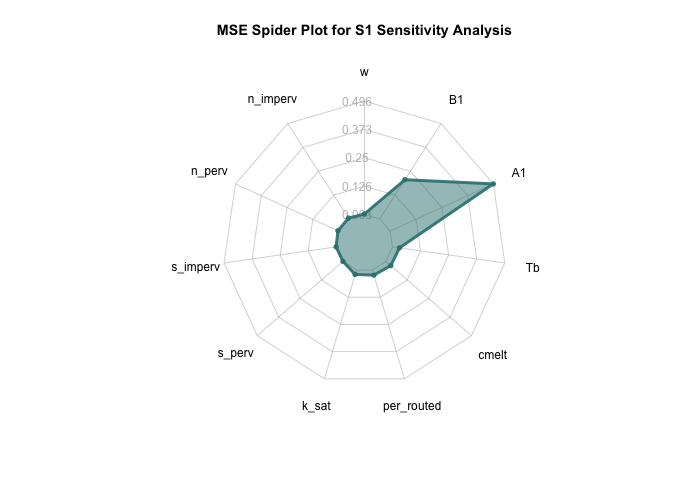 MSE Spider Plot for S1 Sensitivity Analysis
w
n_imperv
B1
0.496
0.373
A1
n_perv
0.25
0.126
s_imperv
Tb
s_perv
cmelt
k_sat
per_routed